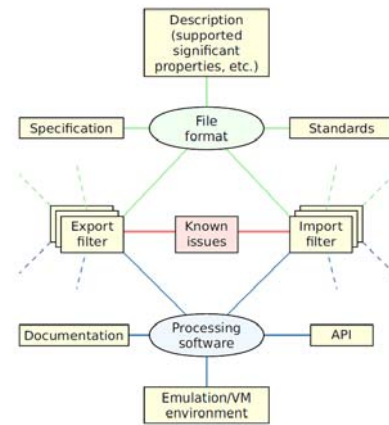 Description
(supported
significant
properties, etc.)
Specification
File
format
Standards
Export
filter
Known
issues
Import
filter
Documentation
Processing
software
API
Emulation/VM
environment